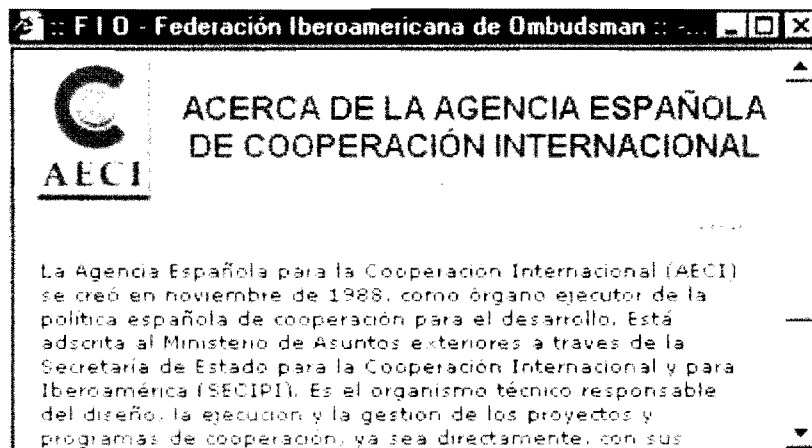 :: F I O - Federación Iberoamericana de Ombudsman :: -...
ACERCA DE LA AGENCIA ESPAÑOLA
DE COOPERACIÓN INTERNACIONAL
AECI
La Agencia Española para la Cooperación Internacional (AECI)
se creó en noviembre de 1988, como órgano ejecutor de la
política española de cooperación para el desarrollo. Está
adscrita al Ministerio de Asuntos exteriores a traves de la
Secretaría de Estado para la Cooperación Internacional y para
Iberoamérica (SECIPI). Es el organismo técnico responsable
del diseño, la ejecucion y la gestion de los proyectos y
programas de cooperación, ya sea directamente, con sus